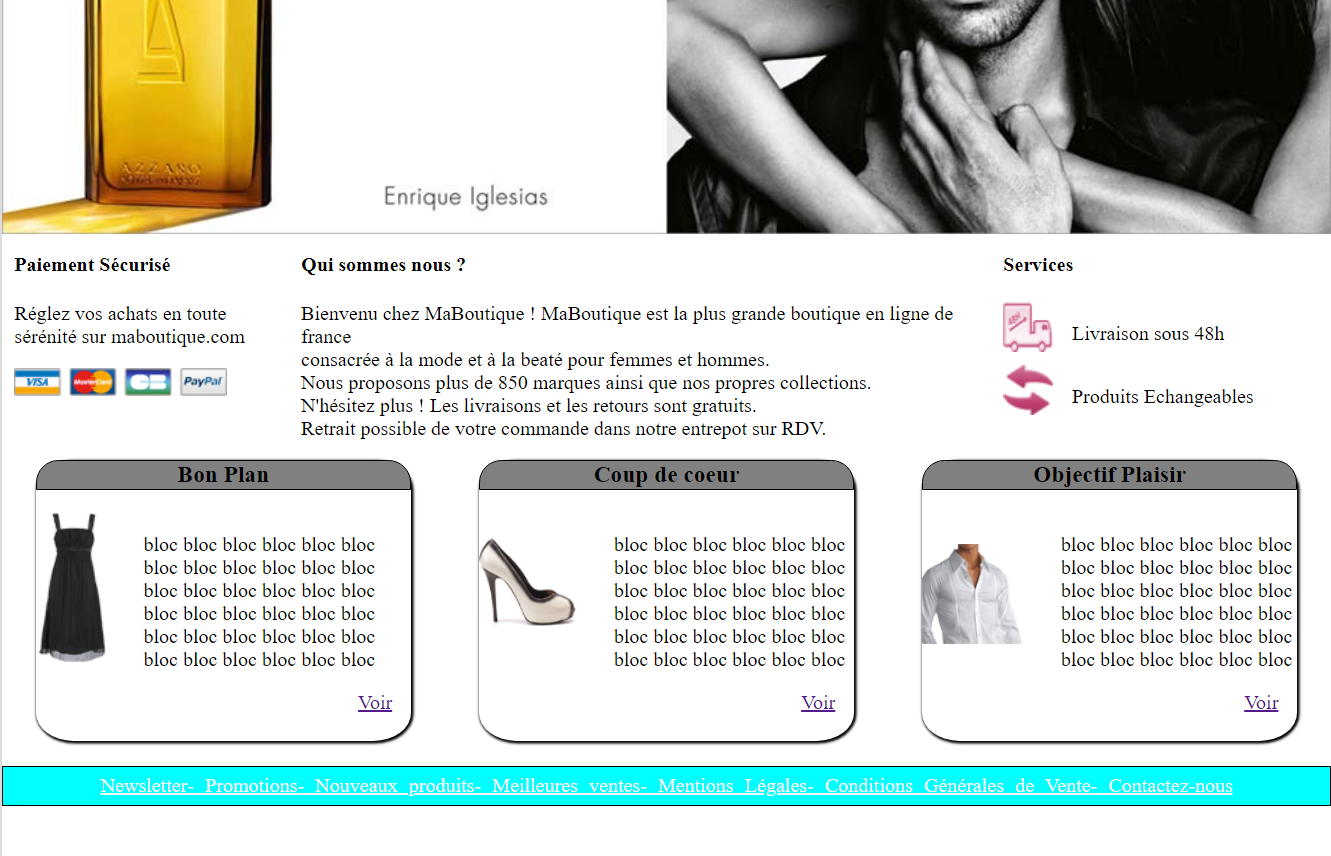 AZZARO
Enrique Iglesias
Paiement Sécurisé
Réglez vos achats en toute
sérénité sur maboutique.com
VISA MasterCard CB PayPal
Qui sommes nous ?
Bienvenu chez MaBoutique ! MaBoutique est la plus grande boutique en ligne de
france
consacrée à la mode et à la beaté pour femmes et hommes.
Nous proposons plus de 850 marques ainsi que nos propres collections.
N'hésitez plus ! Les livraisons et les retours sont gratuits.
Retrait possible de votre commande dans notre entrepot sur RDV.
Services
48H
Livraison sous 48h
Produits Echangeables
Bon Plan
bloc bloc bloc bloc bloc bloc
bloc bloc bloc bloc bloc bloc
bloc bloc bloc bloc bloc bloc
bloc bloc bloc bloc bloc bloc
bloc bloc bloc bloc bloc bloc
bloc bloc bloc bloc bloc bloc
Voir
Coup de coeur
bloc bloc bloc bloc bloc bloc
bloc bloc bloc bloc bloc bloc
bloc bloc bloc bloc bloc bloc
bloc bloc bloc bloc bloc bloc
bloc bloc bloc bloc bloc bloc
bloc bloc bloc bloc bloc bloc
Voir
Objectif Plaisir
bloc bloc bloc bloc bloc bloc
bloc bloc bloc bloc bloc bloc
bloc bloc bloc bloc bloc bloc
bloc bloc bloc bloc bloc bloc
bloc bloc bloc bloc bloc bloc
bloc bloc bloc bloc bloc bloc
Voir
Newsletter- Promotions- Nouveaux produits- Meilleures ventes- Mentions Légales- Conditions Générales de Vente- Contactez-nous